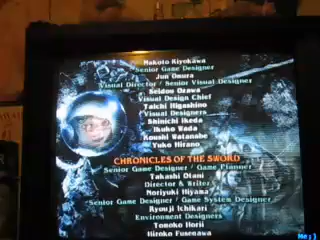 Makoto Kiyokawa
Senior Game Designer
Jun Omura
Visual Director / Senior Visual Designer
Seidou Ozawa
Visual Design Chief
Taichi Higashino
Visual Designers
Shinichi Ikeda
Ikuko Wada
Koushi Watanabe
Yuko Hirano
CHRONICLES OF THE SWORD
Senior Game Designer / Game Planner
Takashi Otani
Director & Writer
Noriyuki Hiyama
Senior Game Designer / Game System Designer
Ryouji Ichikari
Environment Designers
Tomoko Horii
Hiroko Fusegawa